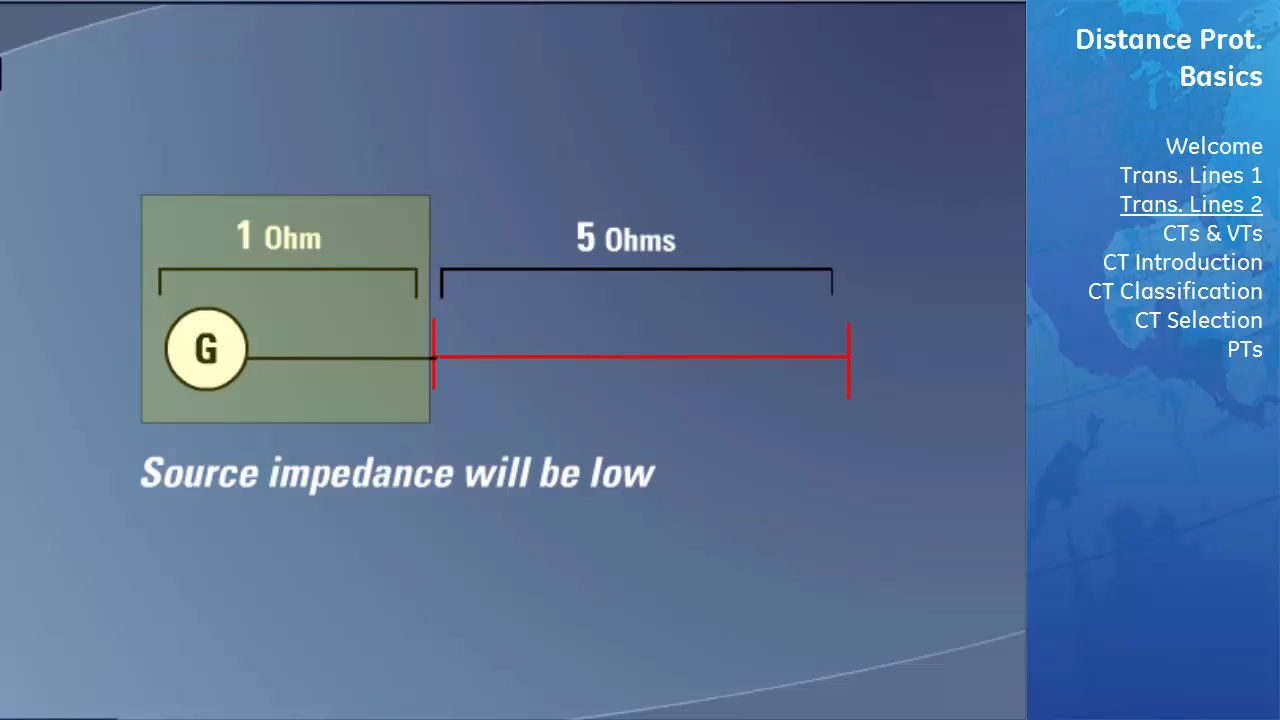 1 Ohm
5 Ohms
G
Source impedance will be low
Distance Prot.
Basics
Welcome
Trans. Lines 1
Trans. Lines 2
CTs & VTs
CT Introduction
CT Classification
CT Selection
PTs